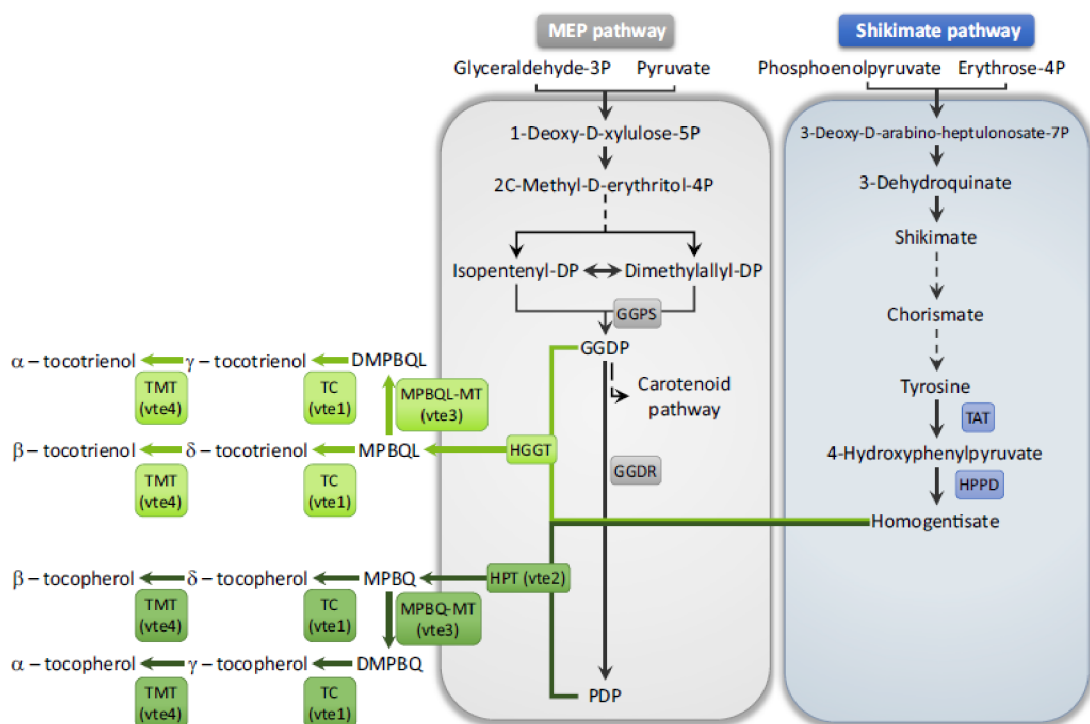 MEP pathway
Shikimate pathway
Glyceraldehyde-3P Pyruvate
Phosphoenolpyruvate Erythrose-4P
1-Deoxy-D-xylulose-5P
3-Deoxy-D-arabino-heptulonosate-7P
2C-Methyl-D-erythritol-4P
3-Dehydroquinate
Shikimate
Isopentenyl-DP Dimethylallyl-DP
GGPS
Chorismate
GGDP
α – tocotrienol γ – tocotrienol DMPBQL
TMT
(vte4)
TC
(vte1)
MPBQL-MT
(vte3)
Carotenoid
pathway
Tyrosine
TAT
β – tocotrienol δ – tocotrienol MPBQL
HGGT
4-Hydroxyphenylpyruvate
TMT
(vte4)
TC
(vte1)
GGDR
HPPD
Homogentisate
β – tocopherol δ – tocopherol MPBQ
HPT (vte2)
TMT
(vte4)
TC
(vte1)
MPBQ-MT
(vte3)
α – tocopherol γ – tocopherol DMPBQ
TMT
(vte4)
TC
(vte1)
PDP